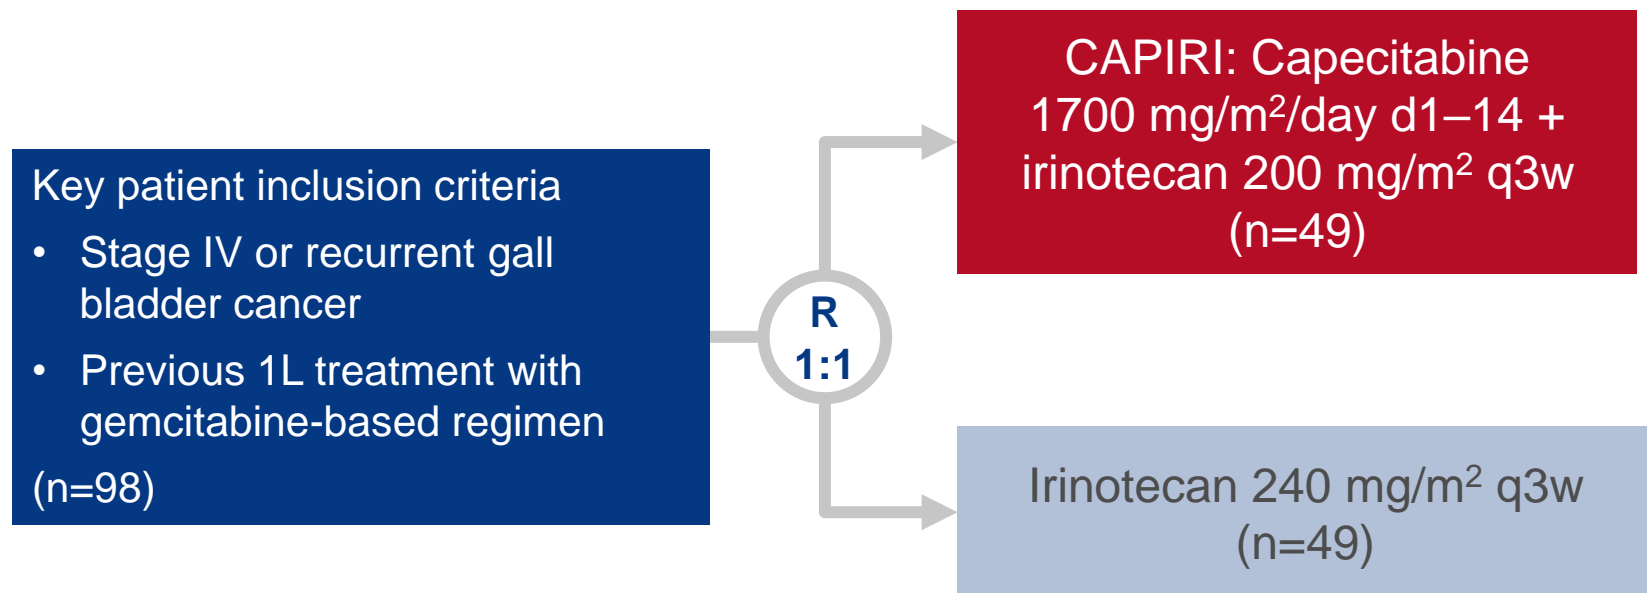 Key patient inclusion criteria
• Stage IV or recurrent gall
bladder cancer
• Previous 1L treatment with
gemcitabine-based regimen
(n=98)
R
1:1
CAPIRI: Capecitabine
1700 mg/m²/day d1–14 +
irinotecan 200 mg/m² q3w
(n=49)
Irinotecan 240 mg/m² q3w
(n=49)